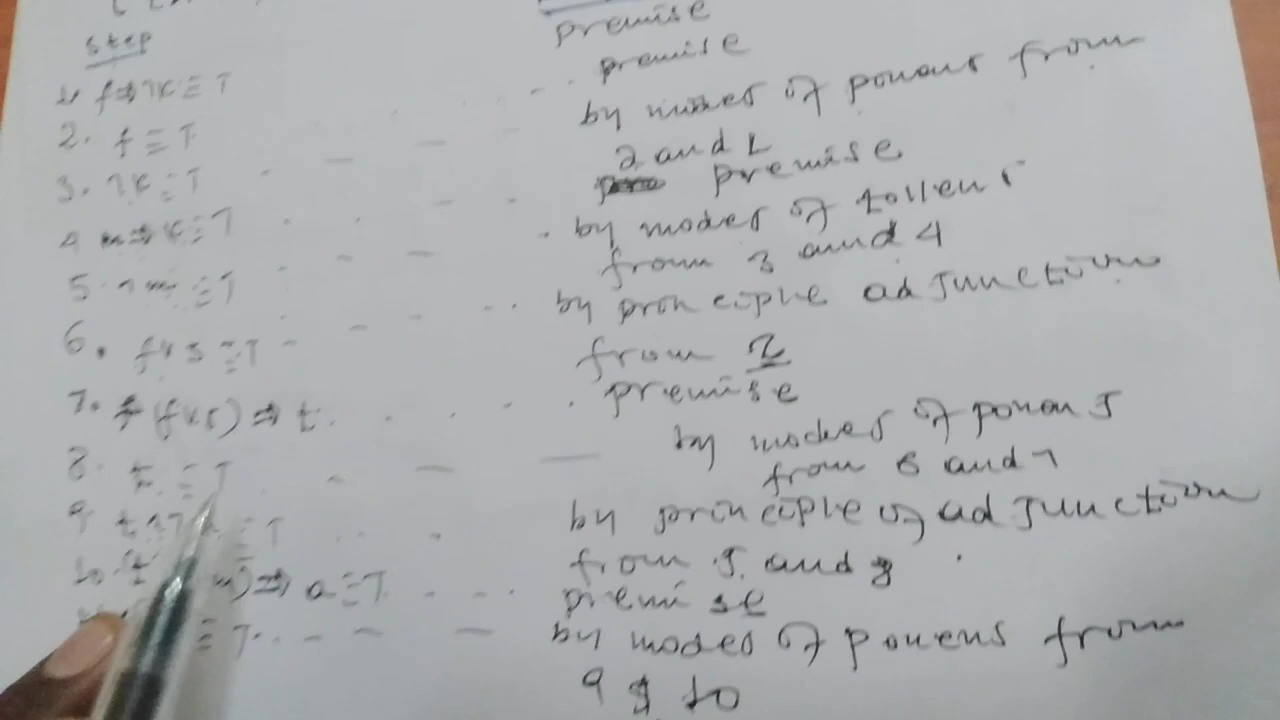 step
premise
1. f⇒¬k≡T premise
2. f≡T by modes of ponens from
3. ¬k≡T 2 and 1
4 m⇒k≡T premise
5. ¬m≡T by modes of tollens
from 3 and 4
6. f∨s≡T by principle adjunction
from 2
7. (f∨s)⇒t premise
8. t≡T by modes of ponens
from 6 and 7
9 t∧ ≡T by principle of adjunction
from 5 and 8
10. m)⇒a≡T premise
≡T by modes of ponens from
9 10